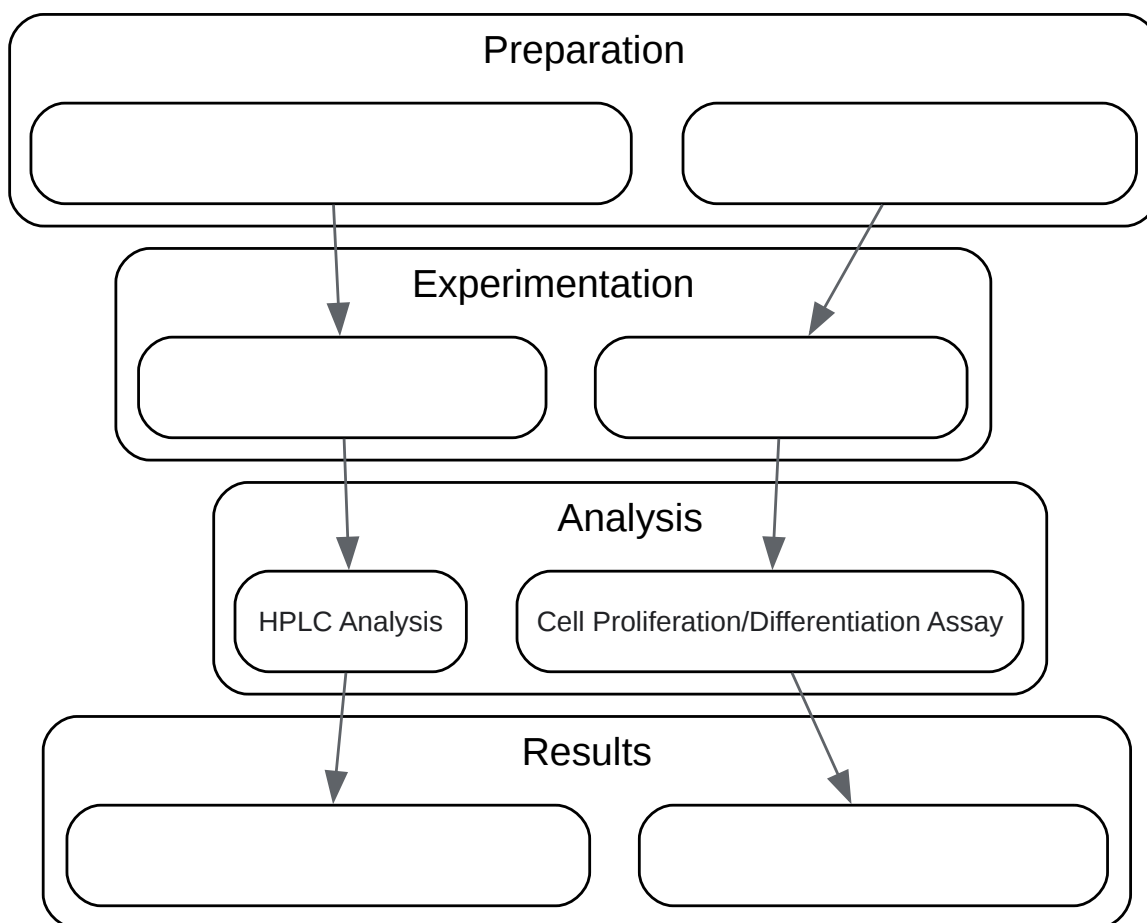 Preparation
Experimentation
Analysis
HPLC Analysis
Cell Proliferation/Differentiation Assay
Results